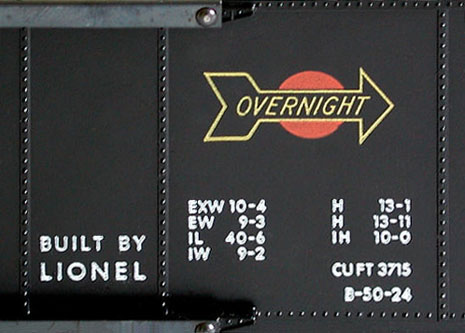 OVERNIGHT
EXW 10-4 H 13-1
EW 9-3 H 13-11
IL 40-6 IH 10-0
IW 9-2
CU FT 3715
B-50-24
BUILT BY
LIONEL